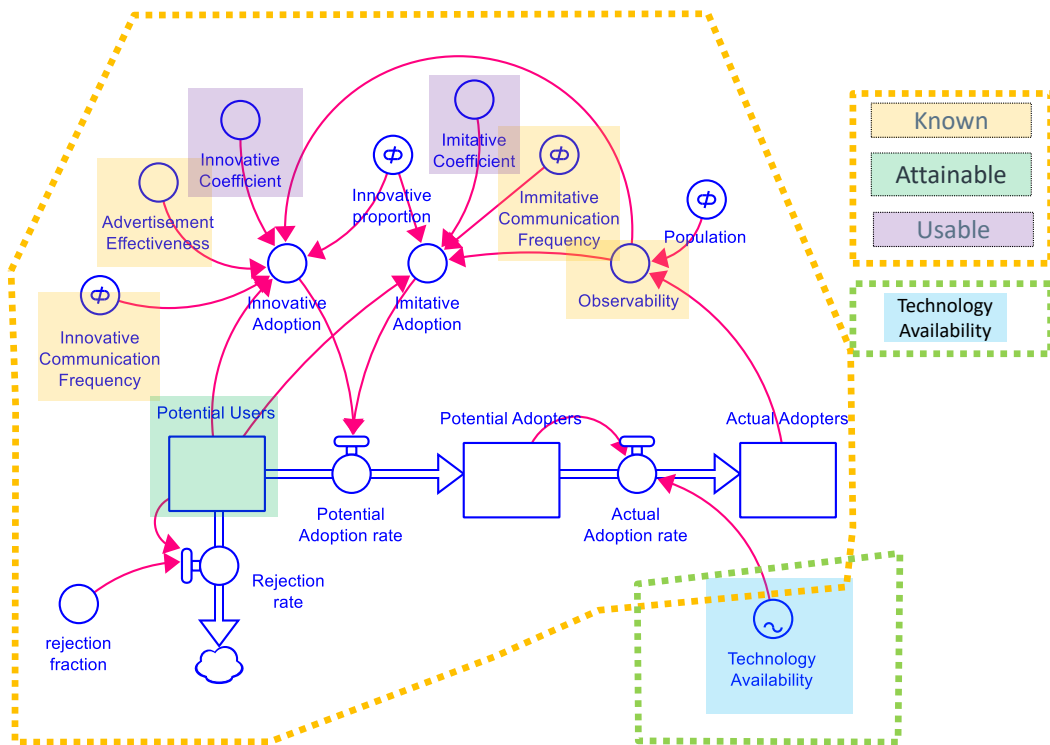 Innovative
Coefficient
Imitative
Coefficient
Advertisement
Effectiveness
Innovative
proportion
Immitative
Communication
Frequency
Population
Innovative
Adoption
Imitative
Adoption
Observability
Innovative
Communication
Frequency
Potential Users
Potential Adopters
Actual Adopters
Potential
Adoption rate
Actual
Adoption rate
Rejection
rate
rejection
fraction
Technology
Availability
Known
Attainable
Usable
Technology
Availability